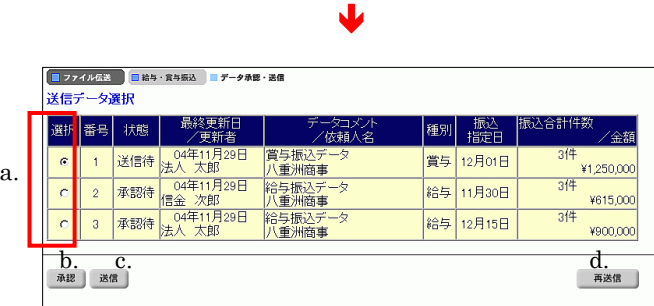 ファイル伝送 給与・賞与振込 データ承認・送信
送信データ選択
選択 番号 状態 最終更新日／更新者 データコメント／依頼人名 種別 振込指定日 振込合計件数／金額
1 送信待 04年11月29日 法人 太郎 賞与振込データ 八重洲商事 賞与 12月01日 3件 ¥1,250,000
2 承認待 04年11月29日 信金 次郎 給与振込データ 八重洲商事 給与 11月30日 3件 ¥615,000
3 承認待 04年11月29日 法人 太郎 給与振込データ 八重洲商事 給与 12月15日 3件 ¥900,000
a.
b. c. d.
承認 送信 再送信